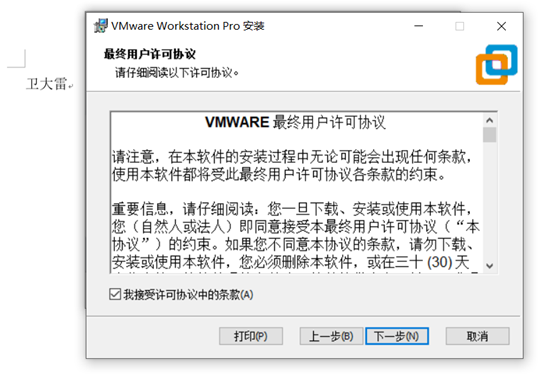 VMware Workstation Pro 安装
最终用户许可协议
请仔细阅读以下许可协议。
卫大雷
VMWARE 最终用户许可协议
请注意，在本软件的安装过程中无论可能会出现任何条款，
使用本软件都将受此最终用户许可协议各条款的约束。
重要信息，请仔细阅读：您一旦下载、安装或使用本软件，
您（自然人或法人）即同意接受本最终用户许可协议（“本
协议”）的约束。如果您不同意本协议的条款，请勿下载、
安装或使用本软件，您必须删除本软件，或在三十 (30) 天
我接受许可协议中的条款(A)
打印(P)
上一步(B)
下一步(N)
取消